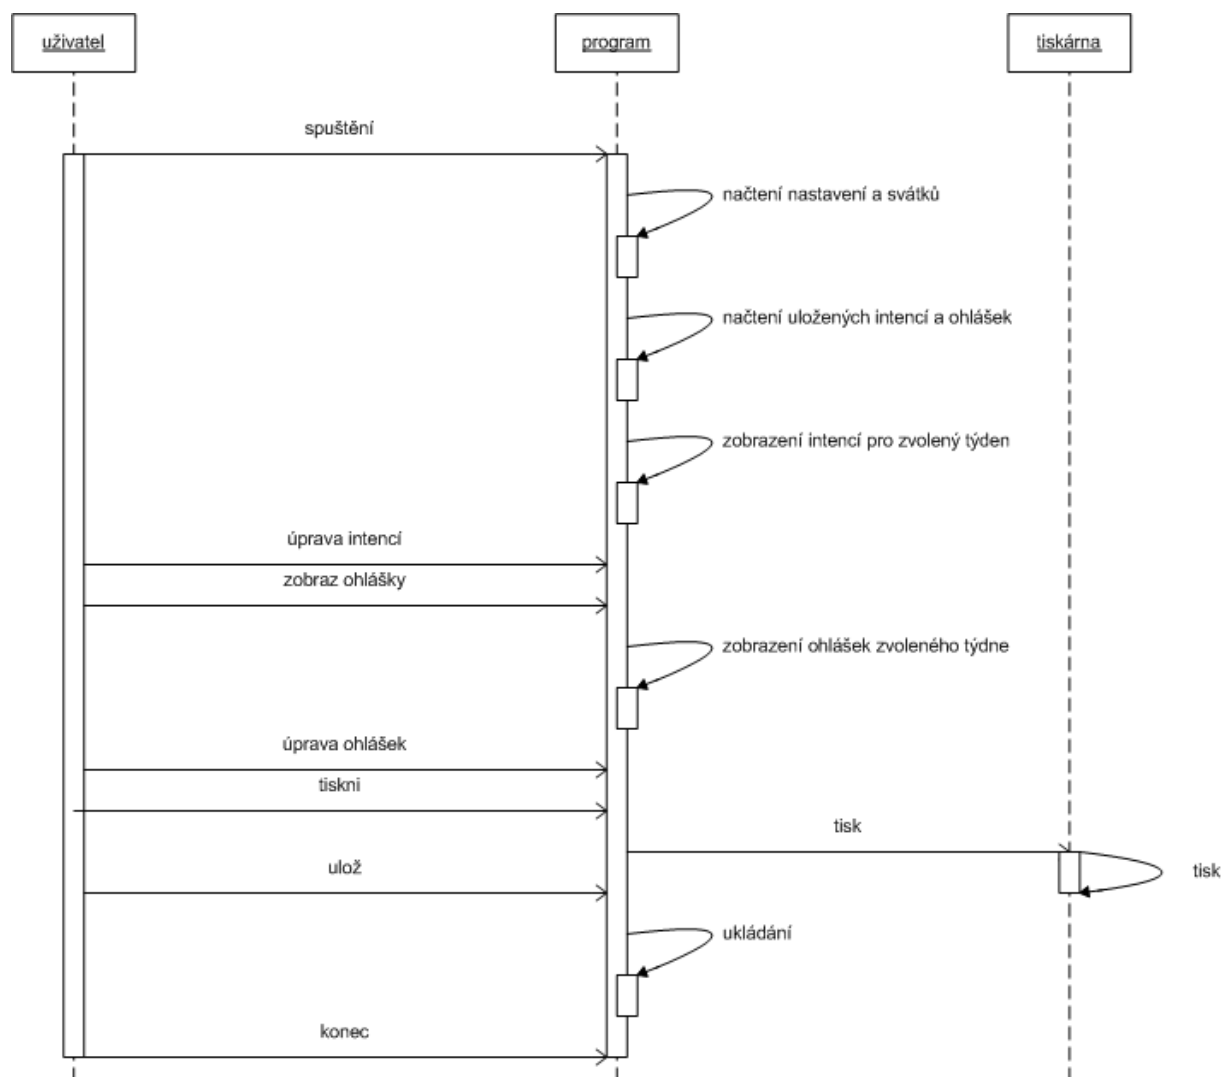 uživatel
program
tiskárna
spuštění
načtení nastavení a svátků
načtení uložených intencí a ohlášek
zobrazení intencí pro zvolený týden
úprava intencí
zobraz ohlášky
zobrazení ohlášek zvoleného týdne
úprava ohlášek
tiskni
tisk
ulož
tisk
ukládání
konec